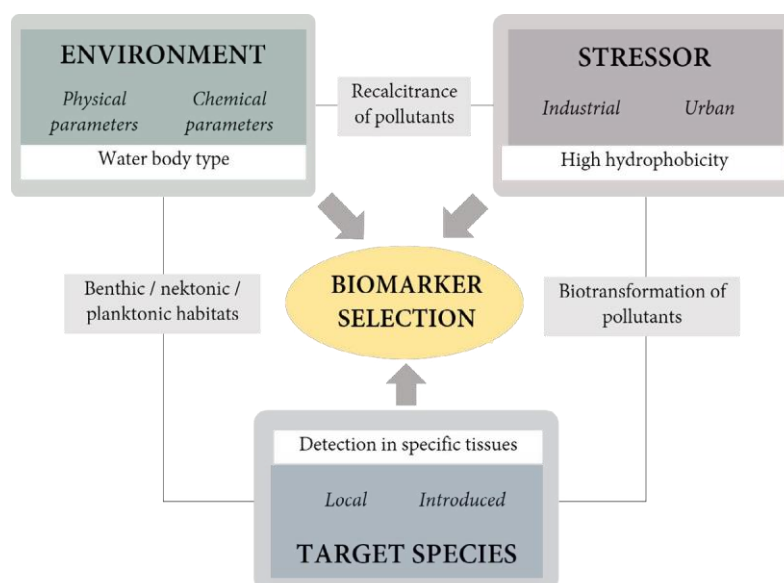 ENVIRONMENT
Physical parameters
Chemical parameters
Water body type
Recalcitrance
of pollutants
STRESSOR
Industrial
Urban
High hydrophobicity
Benthic / nektonic /
planktonic habitats
BIOMARKER
SELECTION
Biotransformation of
pollutants
Detection in specific tissues
Local
Introduced
TARGET SPECIES